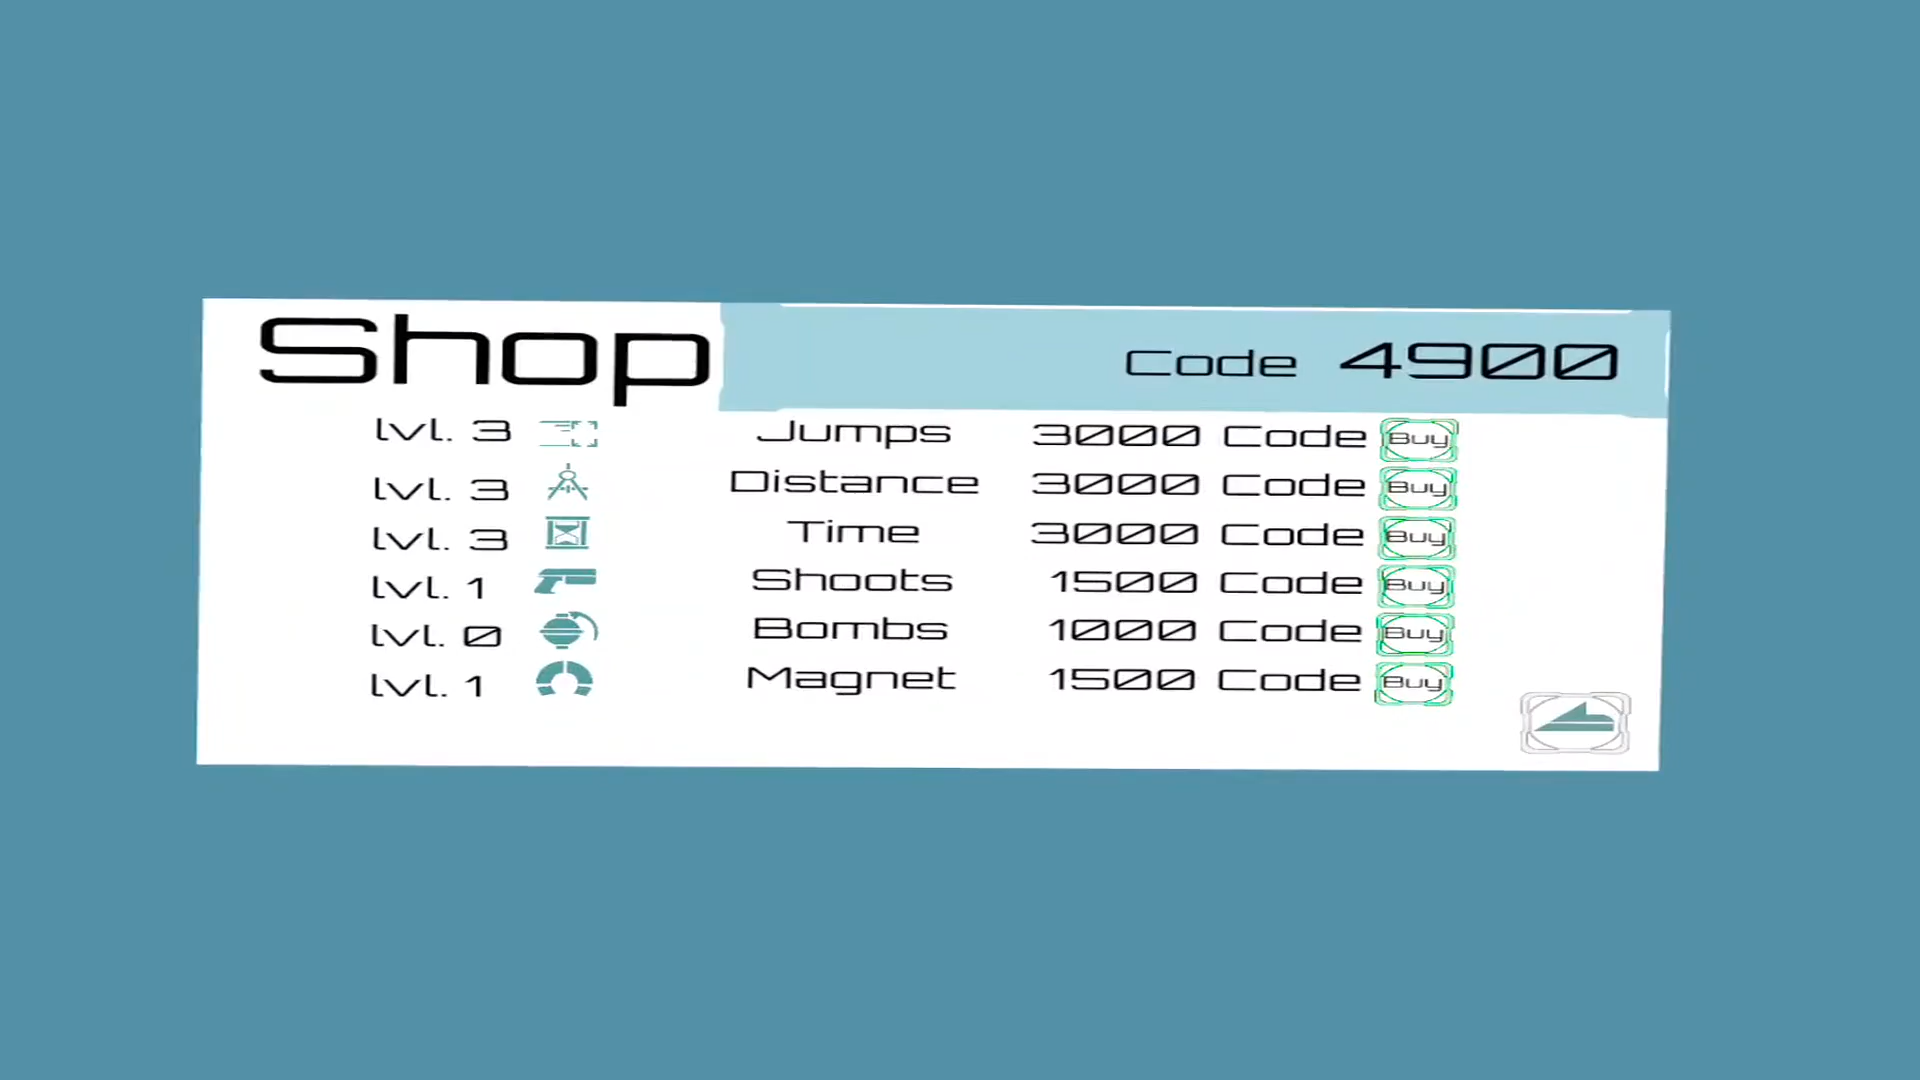 Shop
Code 4900
lvl. 3 Jumps 3000 Code Buy
lvl. 3 Distance 3000 Code Buy
lvl. 3 Time 3000 Code Buy
lvl. 1 Shoots 1500 Code Buy
lvl. 0 Bombs 1000 Code Buy
lvl. 1 Magnet 1500 Code Buy